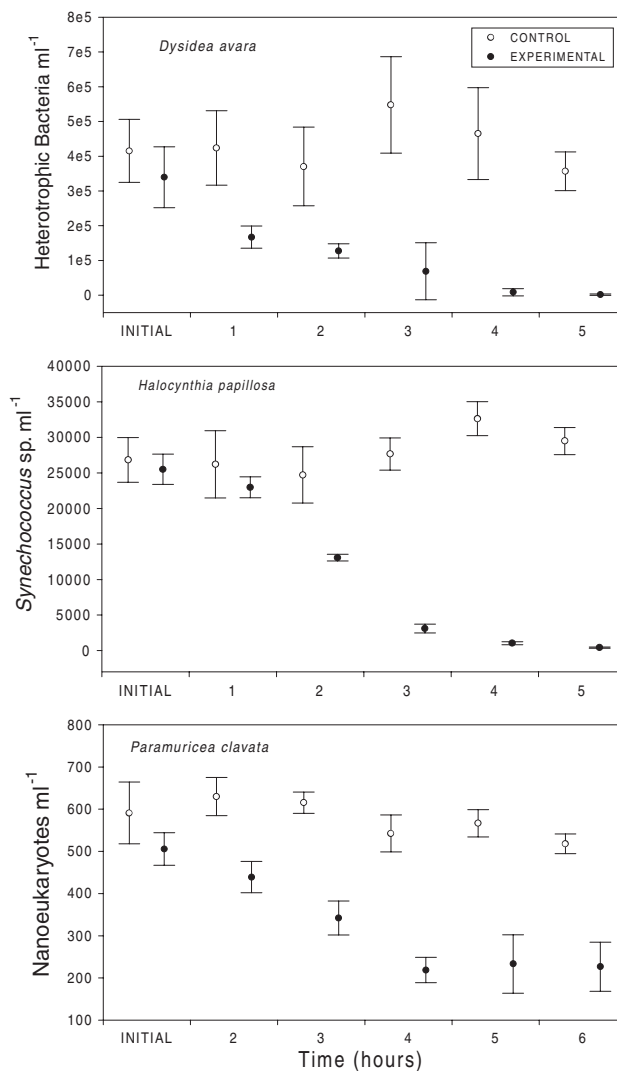 8e5
7e5
6e5
5e5
4e5
3e5
2e5
1e5
0
Heterotrophic Bacteria ml-1
Dysidea avara
CONTROL
EXPERIMENTAL
INITIAL 1 2 3 4 5
40000
35000
30000
25000
20000
15000
10000
5000
0
Synechococcus sp. ml-1
Halocynthia papillosa
INITIAL 1 2 3 4 5
800
700
600
500
400
300
200
100
Nanoeukaryotes ml-1
Paramuricea clavata
INITIAL 2 3 4 5 6
Time (hours)